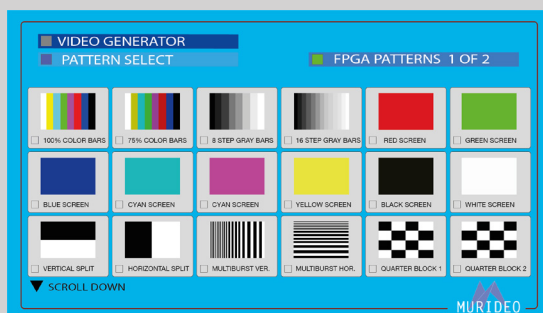 VIDEO GENERATOR
PATTERN SELECT
FPGA PATTERNS 1 OF 2
100% COLOR BARS
75% COLOR BARS
8 STEP GRAY BARS
16 STEP GRAY BARS
RED SCREEN
GREEN SCREEN
BLUE SCREEN
CYAN SCREEN
CYAN SCREEN
YELLOW SCREEN
BLACK SCREEN
WHITE SCREEN
VERTICAL SPLIT
HORIZONTAL SPLIT
MULTIBURST VER.
MULTIBURST HOR.
QUARTER BLOCK 1
QUARTER BLOCK 2
SCROLL DOWN
MURIDEO